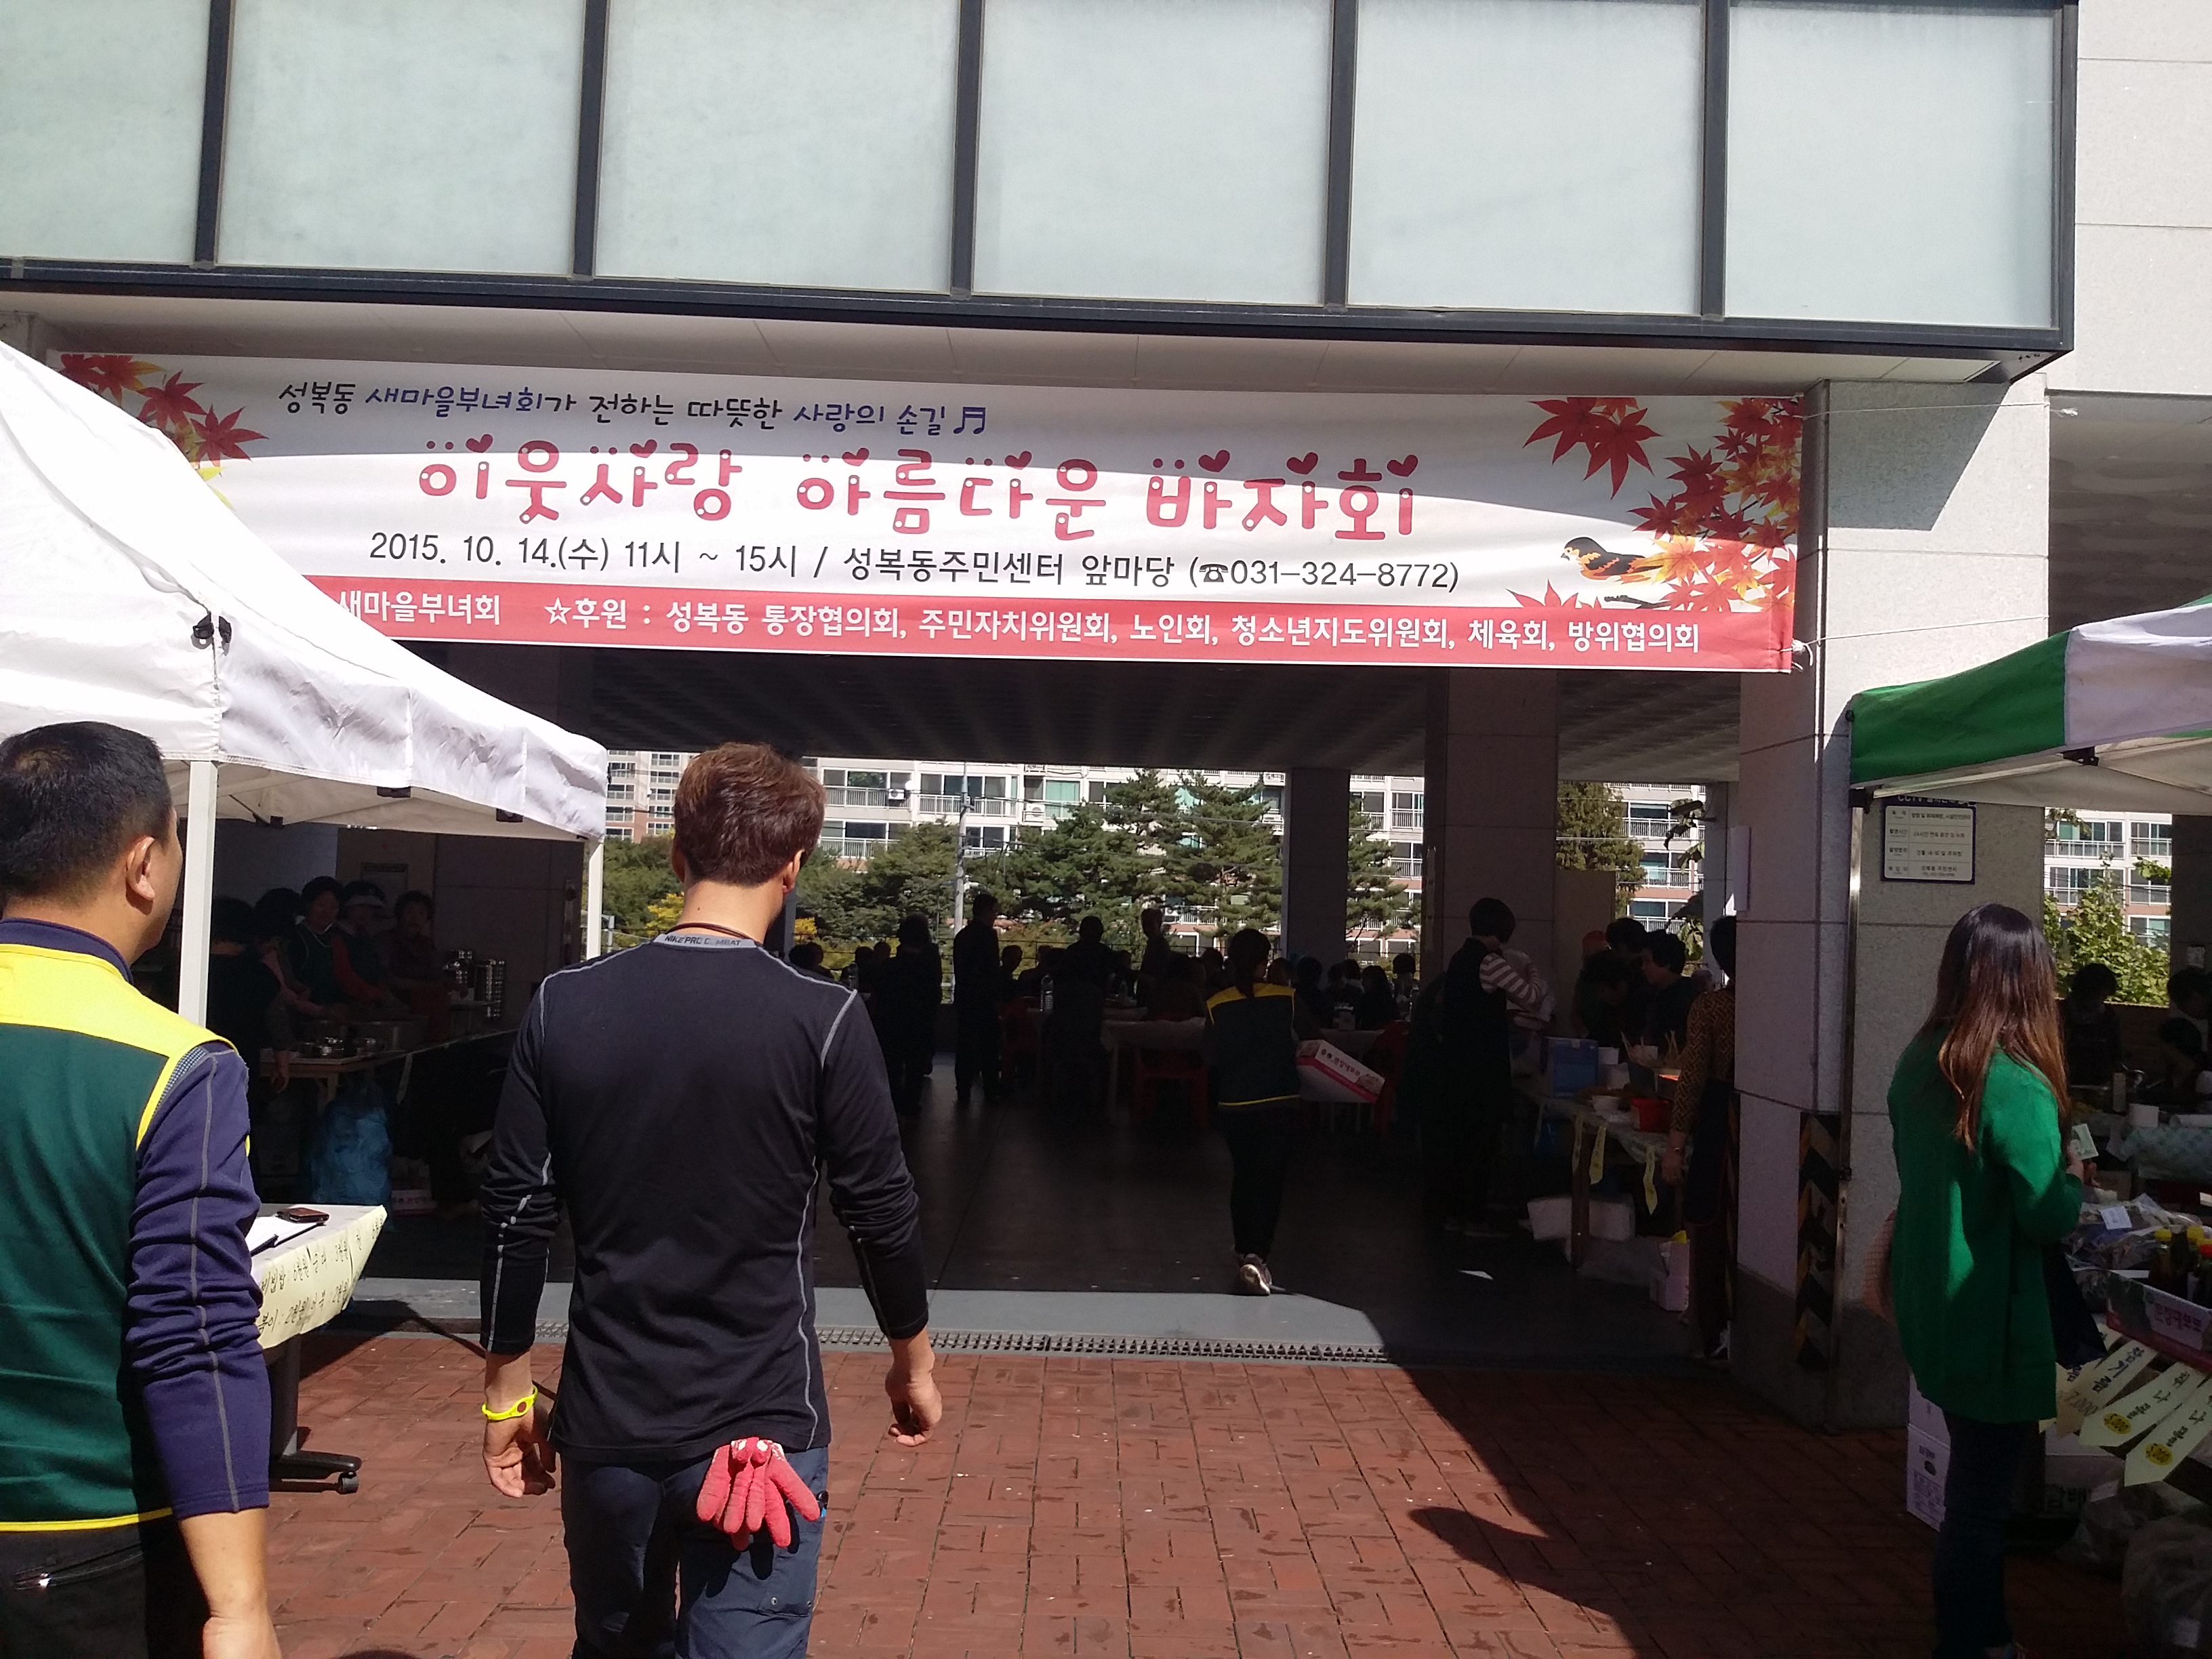 성복동 새마을부녀회가 전하는 따뜻한 사랑의 손길 ♬
이웃사랑 아름다운 바자회
2015. 10. 14.(수) 11시 ~ 15시 / 성복동주민센터 앞마당 (☎031-324-8772)
새마을부녀회 ☆후원 : 성복동 통장협의회, 주민자치위원회, 노인회, 청소년지도위원회, 체육회, 방위협의회
NIKE PRO COMBAT
7,000